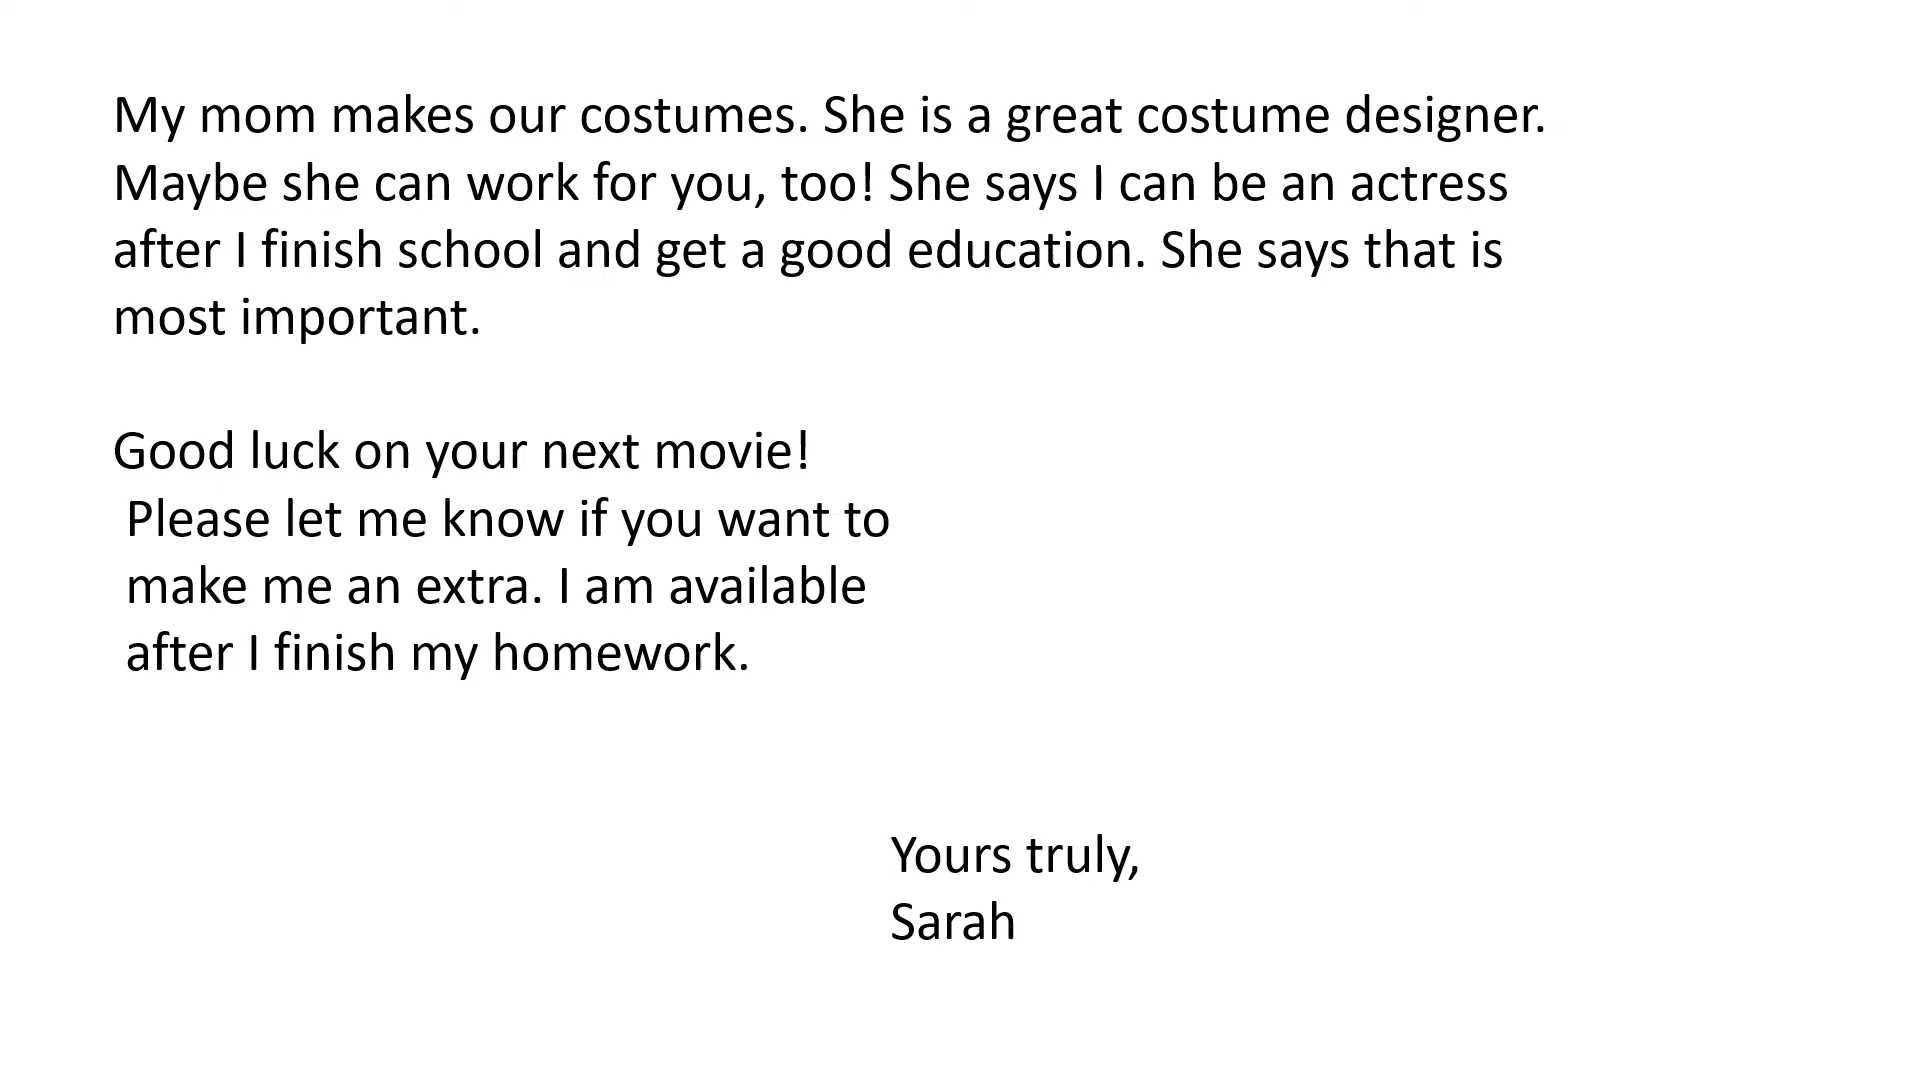 My mom makes our costumes. She is a great costume designer.
Maybe she can work for you, too! She says I can be an actress
after I finish school and get a good education. She says that is
most important.
Good luck on your next movie!
Please let me know if you want to
make me an extra. I am available
after I finish my homework.
Yours truly,
Sarah